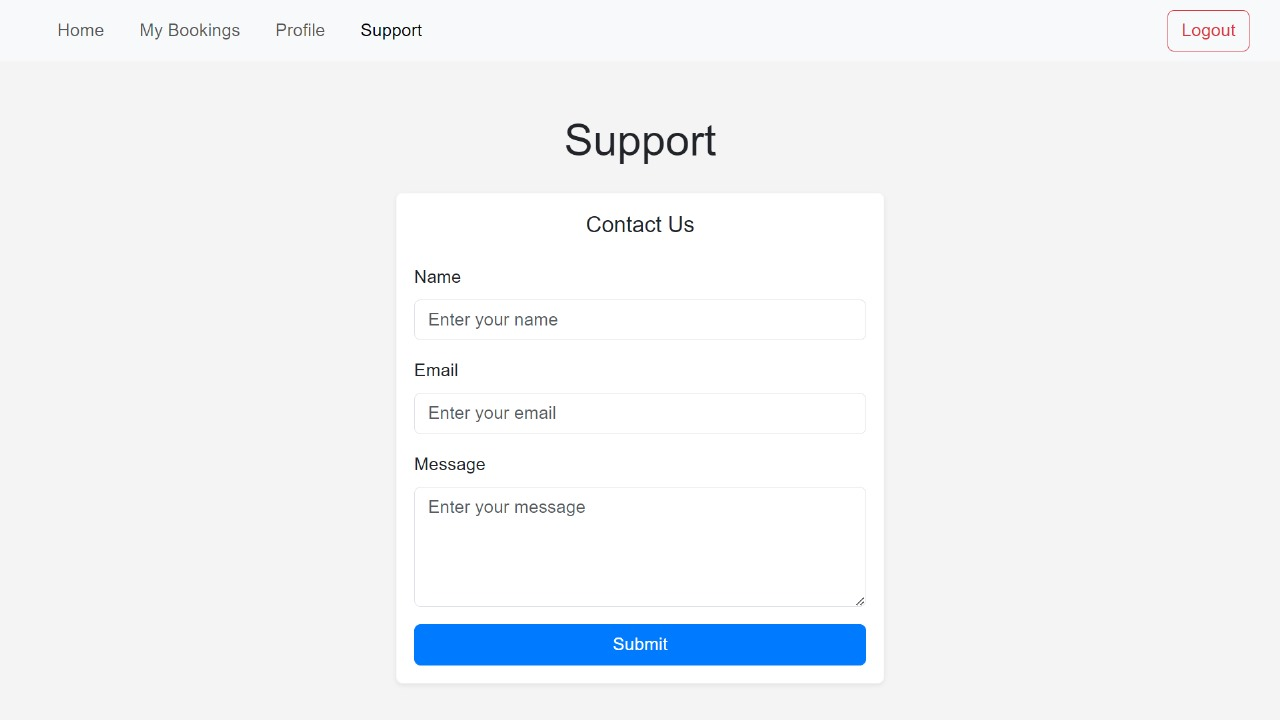 Home My Bookings Profile Support Logout
Support
Contact Us
Name
Enter your name
Email
Enter your email
Message
Enter your message
Submit